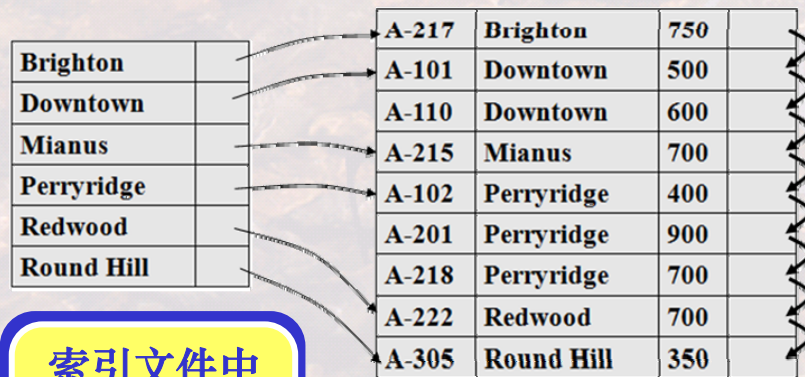 Brighton
Downtown
Mianus
Perryridge
Redwood
Round Hill
A-217 Brighton 750
A-101 Downtown 500
A-110 Downtown 600
A-215 Mianus 700
A-102 Perryridge 400
A-201 Perryridge 900
A-218 Perryridge 700
A-222 Redwood 700
A-305 Round Hill 350
索引文件中